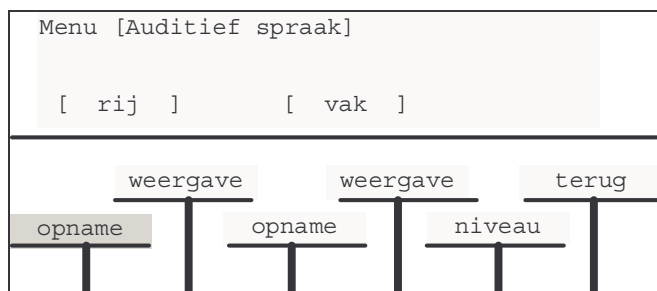 Menu [Auditief spraak]
[ rij ] [ vak ]
weergave weergave terug
opname opname niveau